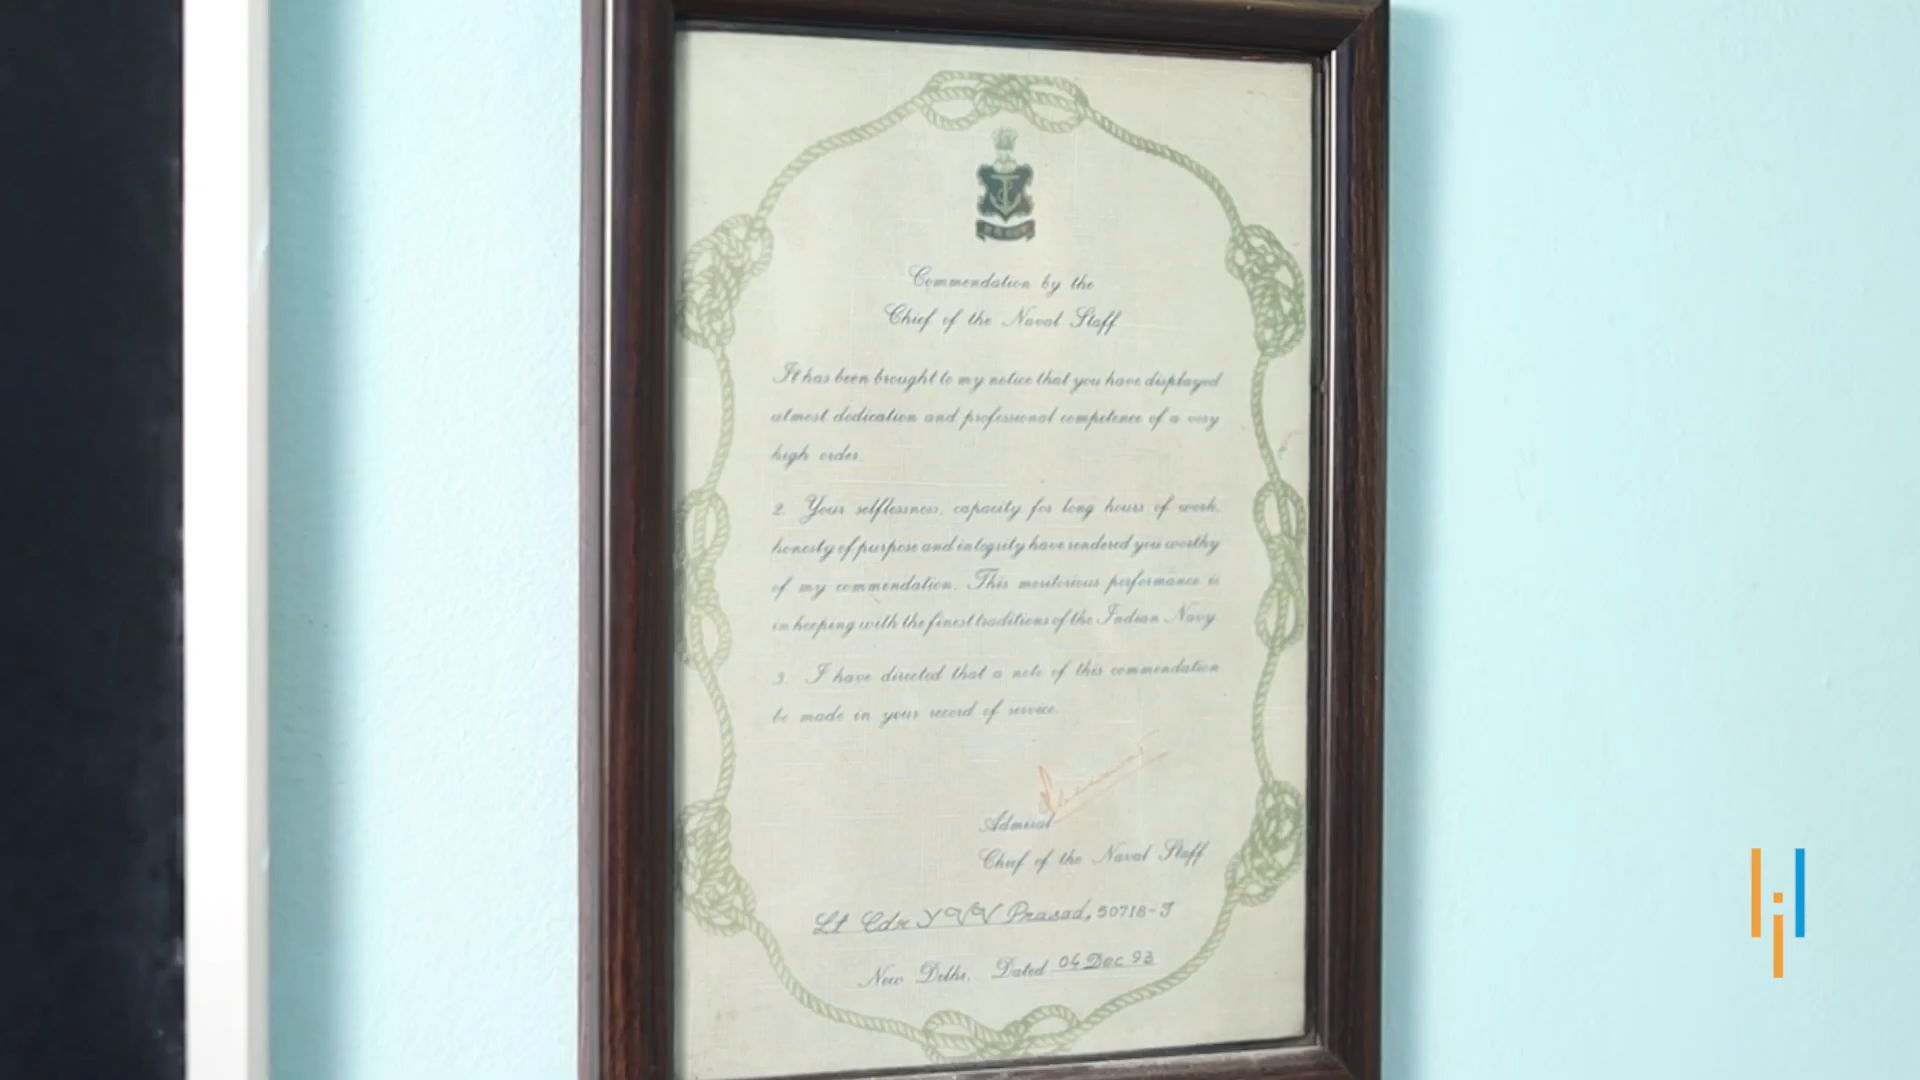 Commendation by the
Chief of the Naval Staff
It has been brought to my notice that you have displayed
utmost dedication and professional competence of a very
high order.
2. Your selflessness, capacity for long hours of work,
honesty of purpose and integrity have rendered you worthy
of my commendation. This meritorious performance is
in keeping with the finest traditions of the Indian Navy.
3. I have directed that a note of this commendation
be made in your record of service.
Admiral
Chief of the Naval Staff
Lt Cdr YVV Prasad, 50718-T
New Delhi, Dated 04 Dec 93